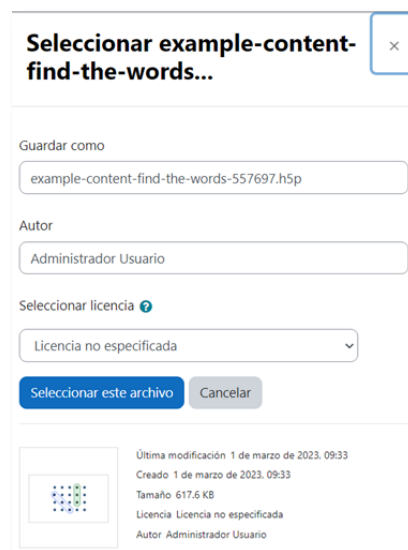 Seleccionar example-content-
find-the-words...
×
Guardar como
example-content-find-the-words-557697.h5p
Autor
Administrador Usuario
Seleccionar licencia ?
Licencia no especificada
Seleccionar este archivo Cancelar
Última modificación 1 de marzo de 2023, 09:33
Creado 1 de marzo de 2023, 09:33
Tamaño 617.6 KB
Licencia Licencia no especificada
Autor Administrador Usuario